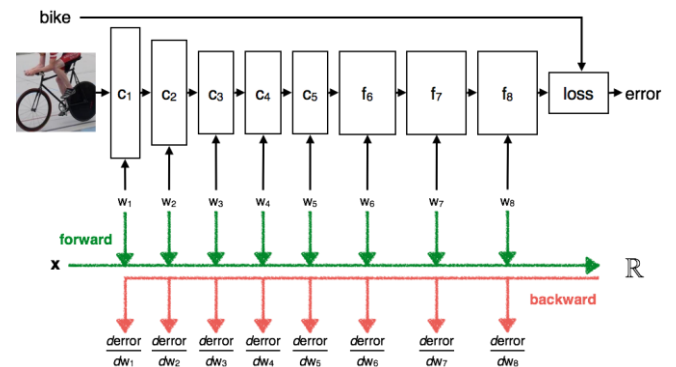 bike
c₁ c₂ c₃ c₄ c₅ f₆ f₇ f₈ loss error
w₁ w₂ w₃ w₄ w₅ w₆ w₇ w₈
forward
x ℝ
backward
derror derror derror derror derror derror derror derror
dw₁ dw₂ dw₃ dw₄ dw₅ dw₆ dw₇ dw₈